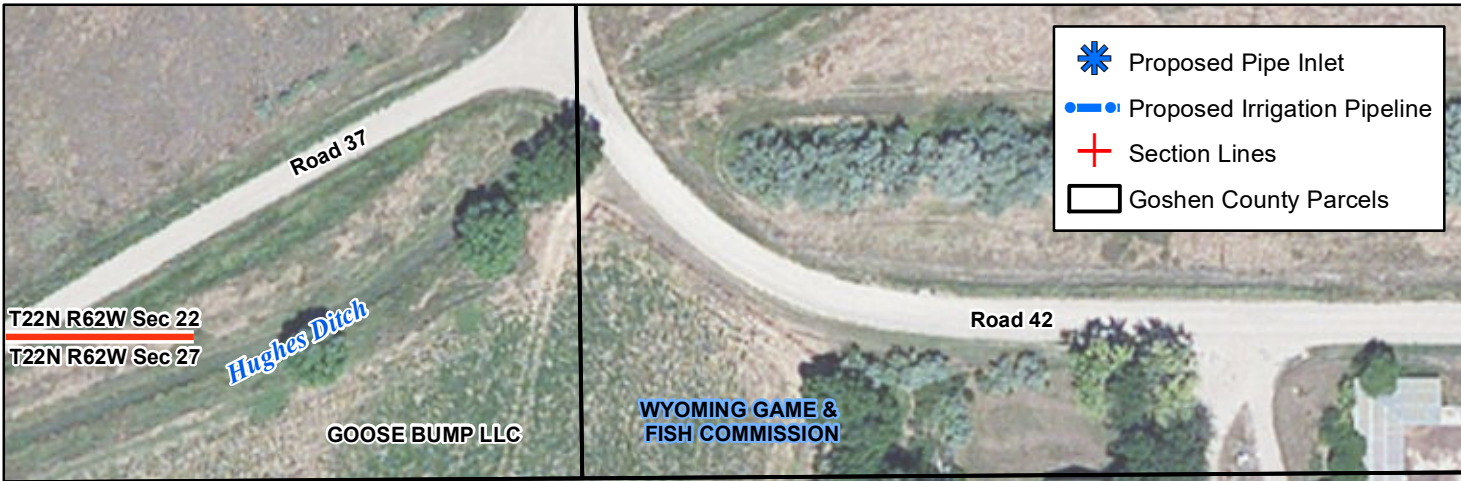 Proposed Pipe Inlet
Proposed Irrigation Pipeline
Section Lines
Goshen County Parcels
Road 37
T22N R62W Sec 22
T22N R62W Sec 27
Hughes Ditch
Road 42
GOOSE BUMP LLC
WYOMING GAME &
FISH COMMISSION